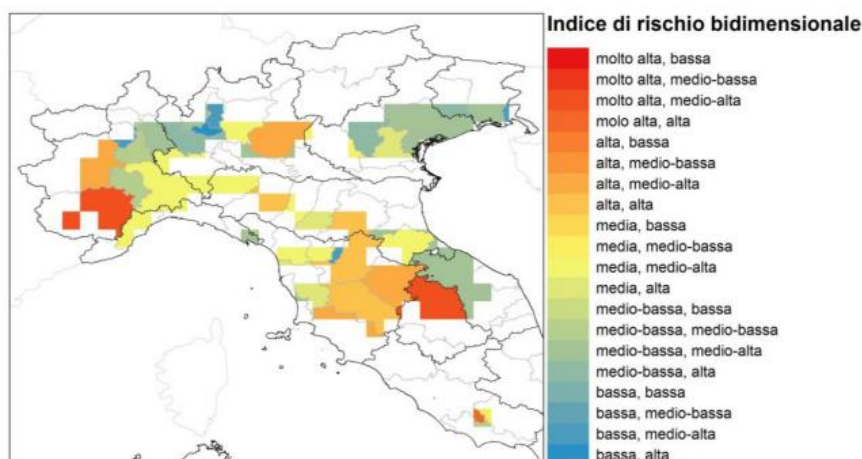 Indice di rischio bidimensionale
molto alta, bassa
molto alta, medio-bassa
molto alta, medio-alta
molo alta, alta
alta, bassa
alta, medio-bassa
alta, medio-alta
alta, alta
media, bassa
media, medio-bassa
media, medio-alta
media, alta
medio-bassa, bassa
medio-bassa, medio-bassa
medio-bassa, medio-alta
medio-bassa, alta
bassa, bassa
bassa, medio-bassa
bassa, medio-alta
bassa, alta